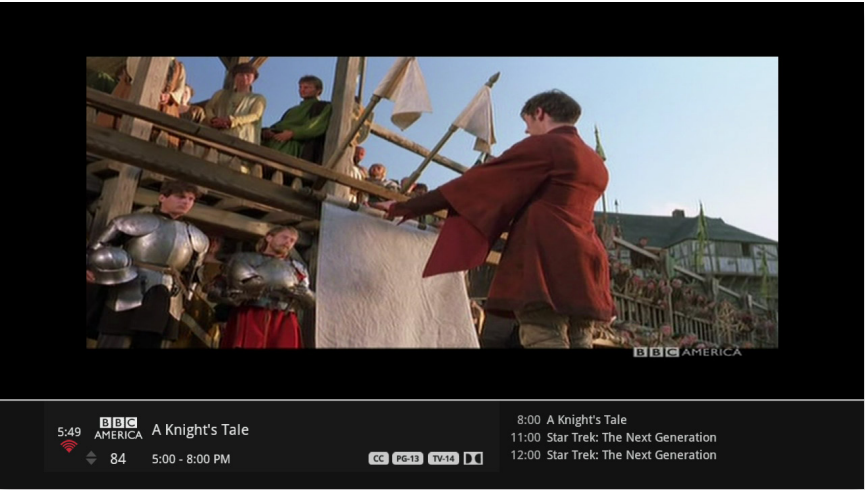 BBC AMERICA
5:49
BBC AMERICA
A Knight's Tale
84
5:00 - 8:00 PM
CC PG-13 TV-14
8:00 A Knight's Tale
11:00 Star Trek: The Next Generation
12:00 Star Trek: The Next Generation